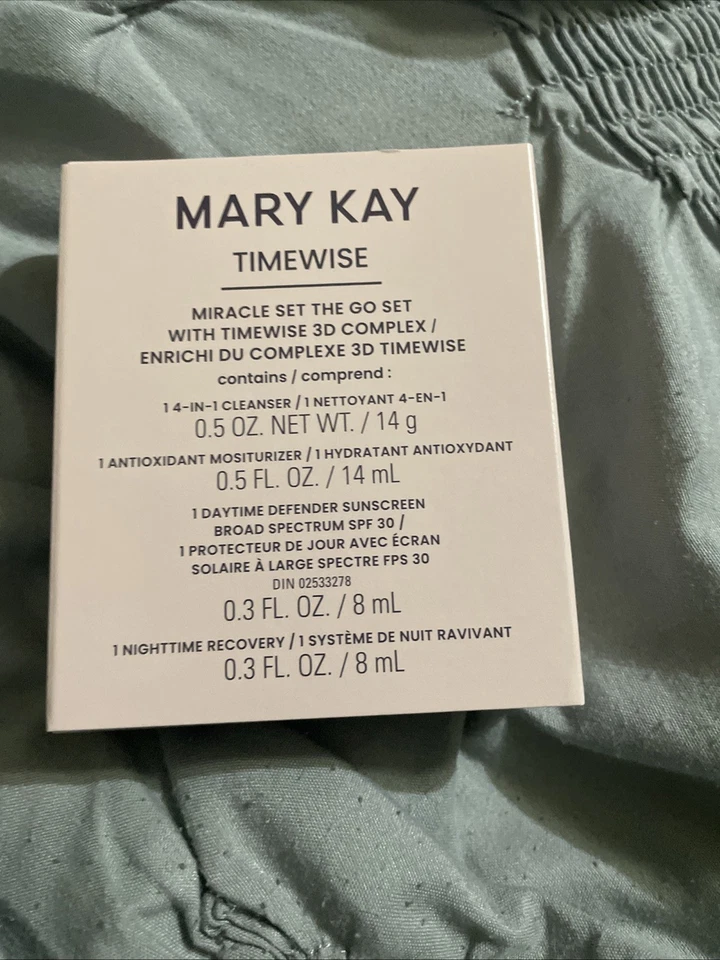 MARY KAY
TIMEWISE
MIRACLE SET THE GO SET
WITH TIMEWISE 3D COMPLEX /
ENRICHI DU COMPLEXE 3D TIMEWISE
contains / comprend :
1 4-IN-1 CLEANSER / 1 NETTOYANT 4-EN-1
0.5 OZ. NET WT. / 14 g
1 ANTIOXIDANT MOSITURIZER / 1 HYDRATANT ANTIOXYDANT
0.5 FL. OZ. / 14 mL
1 DAYTIME DEFENDER SUNSCREEN
BROAD SPECTRUM SPF 30 /
1 PROTECTEUR DE JOUR AVEC ÉCRAN
SOLAIRE À LARGE SPECTRE FPS 30
DIN 02533278
0.3 FL. OZ. / 8 mL
1 NIGHTTIME RECOVERY / 1 SYSTÈME DE NUIT RAVIVANT
0.3 FL. OZ. / 8 mL